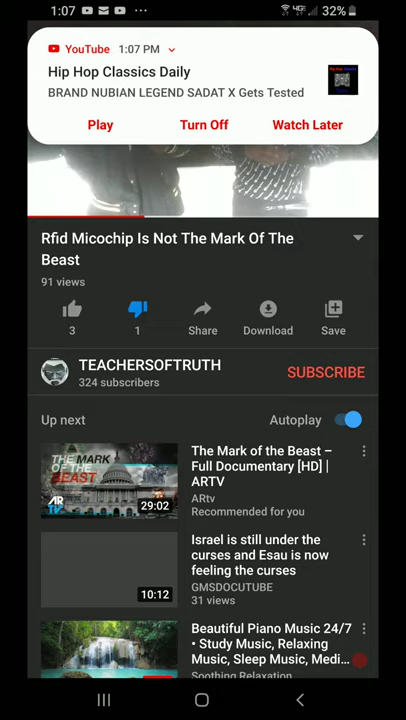 1:07
32%
YouTube 1:07 PM
Hip Hop Classics Daily
BRAND NUBIAN LEGEND SADAT X Gets Tested
Play Turn Off Watch Later
Rfid Micochip Is Not The Mark Of The
Beast
91 views
3 1 Share Download Save
TEACHERSOFTRUTH
324 subscribers
SUBSCRIBE
Up next Autoplay
THE MARK
OF THE
BEAST
ARTV
29:02
The Mark of the Beast –
Full Documentary [HD] |
ARTV
ARtv
Recommended for you
10:12
Israel is still under the
curses and Esau is now
feeling the curses
GMSDOCUTUBE
31 views
Beautiful Piano Music 24/7
• Study Music, Relaxing
Music, Sleep Music, Medi...
Soothing Relaxation